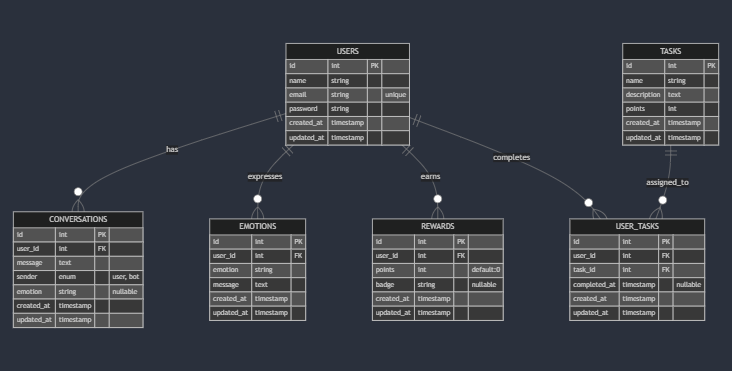 USERS
id int PK
name string
email string unique
password string
created_at timestamp
updated_at timestamp
TASKS
id int PK
name string
description text
points int
created_at timestamp
updated_at timestamp
has
expresses
earns
completes
assigned_to
CONVERSATIONS
id int PK
user_id int FK
message text
sender enum user, bot
emotion string nullable
created_at timestamp
updated_at timestamp
EMOTIONS
id int PK
user_id int FK
emotion string
message text
created_at timestamp
updated_at timestamp
REWARDS
id int PK
user_id int FK
points int default:0
badge string nullable
created_at timestamp
updated_at timestamp
USER_TASKS
id int PK
user_id int FK
task_id int FK
completed_at timestamp nullable
created_at timestamp
updated_at timestamp